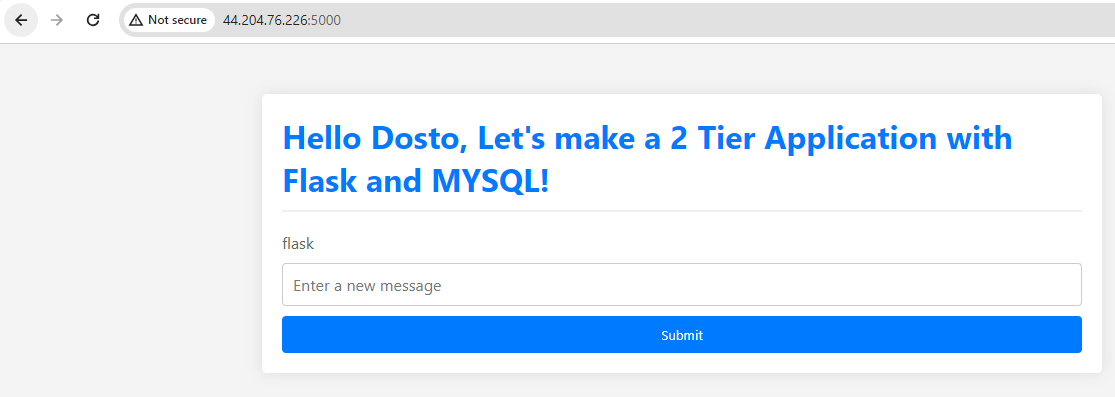 Not secure 44.204.76.226:5000
Hello Dosto, Let's make a 2 Tier Application with
Flask and MYSQL!
flask
Enter a new message
Submit